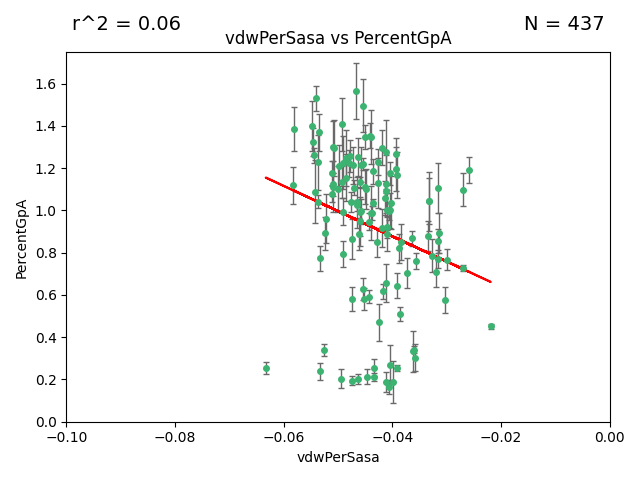 r^2 = 0.06
N = 437
vdwPerSasa vs PercentGpA
PercentGpA
1.6
1.4
1.2
1.0
0.8
0.6
0.4
0.2
0.0
−0.10 −0.08 −0.06 −0.04 −0.02 0.00
vdwPerSasa